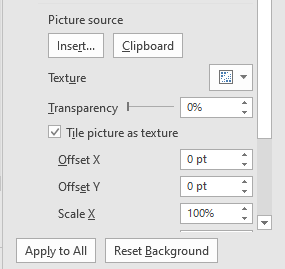 Picture source
Insert... Clipboard
Texture
Transparency 0%
Tile picture as texture
Offset X 0 pt
Offset Y 0 pt
Scale X 100%
Apply to All Reset Background